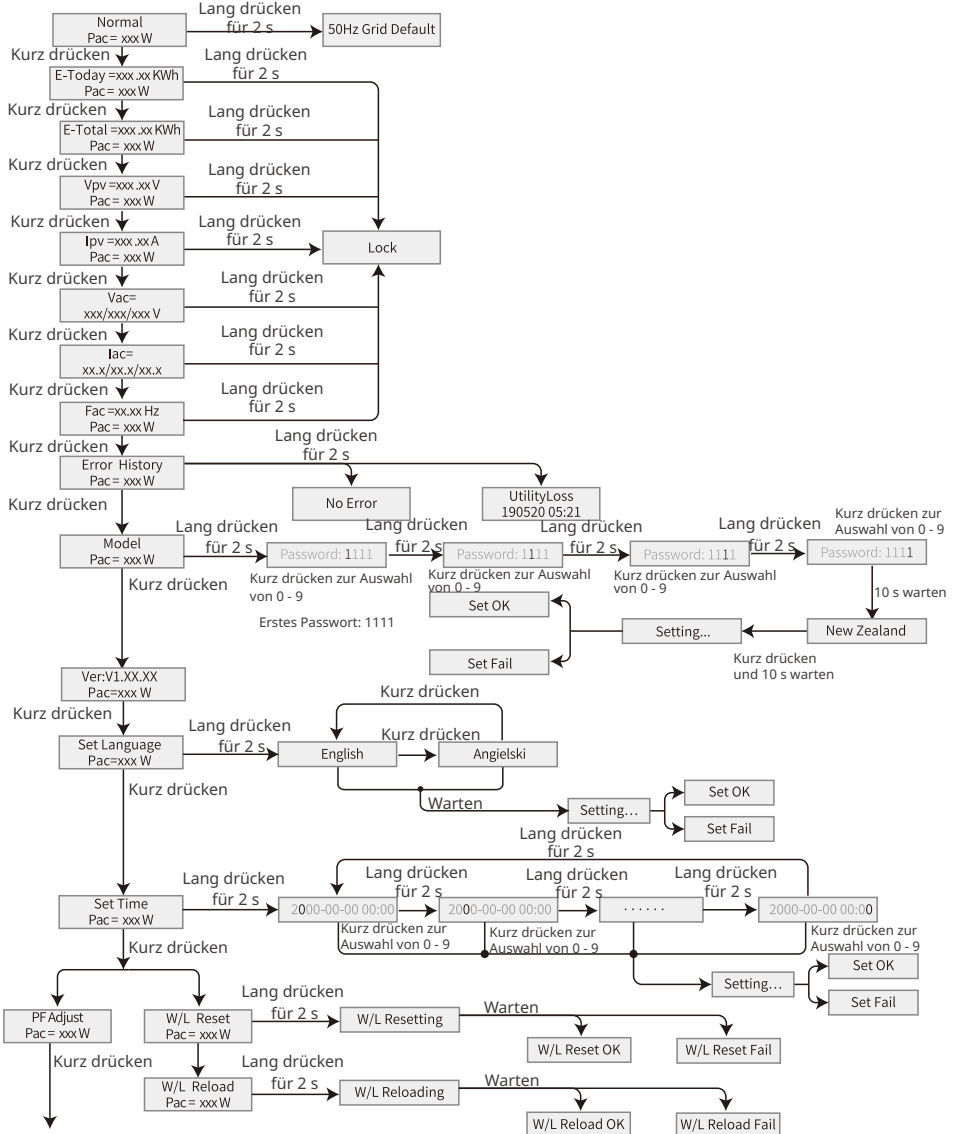 Normal
Pac= xxx W
Lang drücken
für 2 s
50Hz Grid Default
Kurz drücken
E-Today =xxx .xx KWh
Pac= xxx W
Lang drücken
für 2 s
Kurz drücken
E-Total =xxx .xx KWh
Pac= xxx W
Lang drücken
für 2 s
Kurz drücken
Vpv =xxx .xx V
Pac= xxx W
Lang drücken
für 2 s
Kurz drücken
Ipv =xxx .xx A
Pac= xxx W
Lang drücken
für 2 s
Lock
Kurz drücken
Vac=
xxx/xxx/xxx V
Lang drücken
für 2 s
Kurz drücken
Iac=
xx.x/xx.x/xx.x
Lang drücken
für 2 s
Kurz drücken
Fac =xx.xx Hz
Pac= xxx W
Lang drücken
für 2 s
Kurz drücken
Error History
Pac= xxx W
Lang drücken
für 2 s
No Error
UtilityLoss
190520 05:21
Kurz drücken
Model
Pac= xxx W
Lang drücken
für 2 s
Password: 1111
Kurz drücken zur Auswahl
von 0 - 9
Erstes Passwort: 1111
Lang drücken
für 2 s
Password: 1111
Kurz drücken zur Auswahl
von 0 - 9
Lang drücken
für 2 s
Password: 1111
Kurz drücken zur Auswahl
von 0 - 9
Lang drücken
für 2 s
Kurz drücken zur
Auswahl von 0 - 9
Password: 1111
10 s warten
New Zealand
Kurz drücken
und 10 s warten
Setting...
Set OK
Set Fail
Kurz drücken
Ver:V1.XX.XX
Pac=xxx W
Kurz drücken
Set Language
Pac=xxx W
Lang drücken
für 2 s
English
Kurz drücken
Kurz drücken
Angielski
Warten
Setting...
Set OK
Set Fail
Kurz drücken
Set Time
Pac= xxx W
Lang drücken
für 2 s
Lang drücken
für 2 s
2000-00-00 00:00
Kurz drücken zur
Auswahl von 0 - 9
Lang drücken
für 2 s
2000-00-00 00:00
Kurz drücken zur
Auswahl von 0 - 9
Lang drücken
für 2 s
......
Lang drücken
für 2 s
2000-00-00 00:00
Kurz drücken zur
Auswahl von 0 - 9
Setting...
Set OK
Set Fail
Kurz drücken
PF Adjust
Pac= xxx W
Kurz drücken
W/L Reset
Pac= xxx W
Lang drücken
für 2 s
W/L Resetting
Warten
W/L Reset OK
W/L Reset Fail
W/L Reload
Pac= xxx W
Lang drücken
für 2 s
W/L Reloading
Warten
W/L Reload OK
W/L Reload Fail